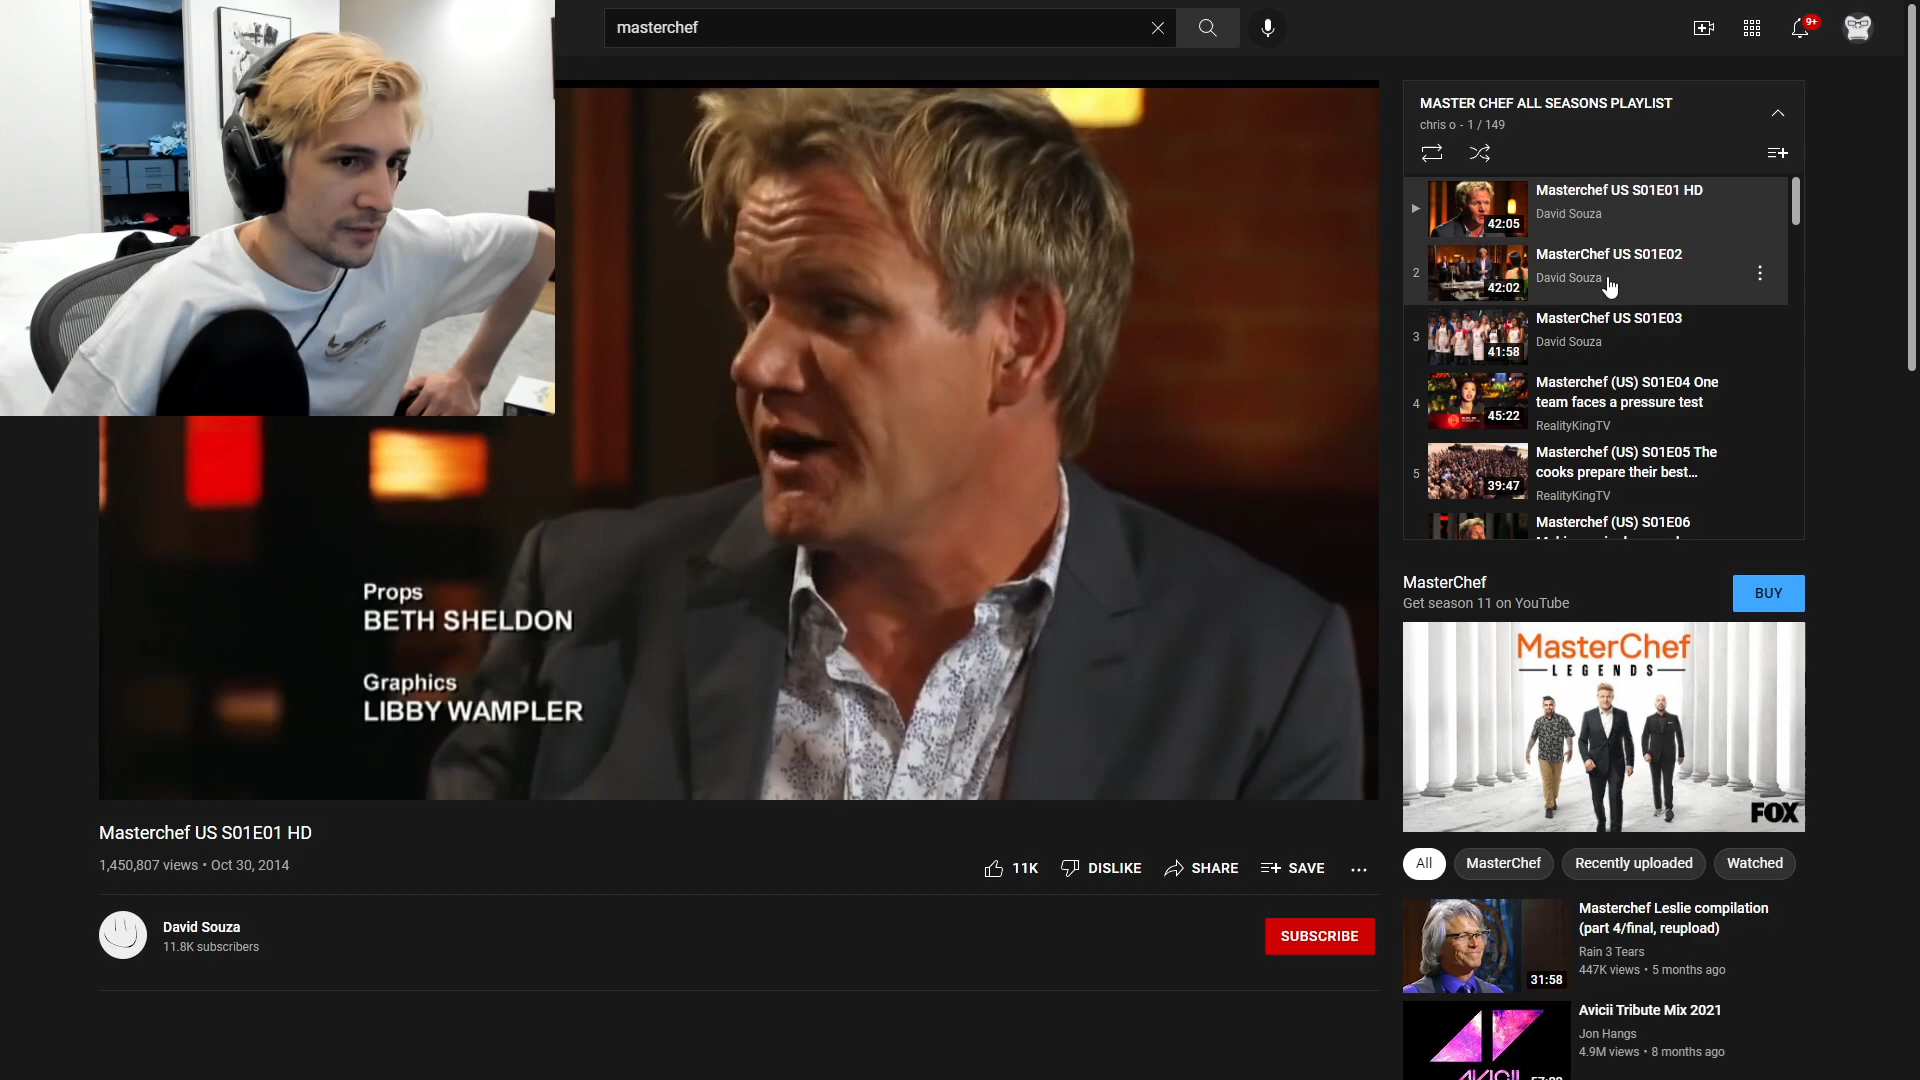 masterchef
9+
MASTER CHEF ALL SEASONS PLAYLIST
chris o - 1 / 149
Masterchef US S01E01 HD
David Souza
42:05
2
MasterChef US S01E02
David Souza
42:02
3
MasterChef US S01E03
David Souza
41:58
4
Masterchef (US) S01E04 One
team faces a pressure test
RealityKingTV
45:22
5
Masterchef (US) S01E05 The
cooks prepare their best...
RealityKingTV
39:47
Masterchef (US) S01E06
Props
BETH SHELDON
Graphics
LIBBY WAMPLER
MasterChef
Get season 11 on YouTube
BUY
MasterChef
LEGENDS
FOX
Masterchef US S01E01 HD
1,450,807 views • Oct 30, 2014
11K
DISLIKE
SHARE
SAVE
David Souza
11.8K subscribers
SUBSCRIBE
All
MasterChef
Recently uploaded
Watched
Masterchef Leslie compilation
(part 4/final, reupload)
Rain 3 Tears
447K views • 5 months ago
31:58
Avicii Tribute Mix 2021
Jon Hangs
4.9M views • 8 months ago
AVICII